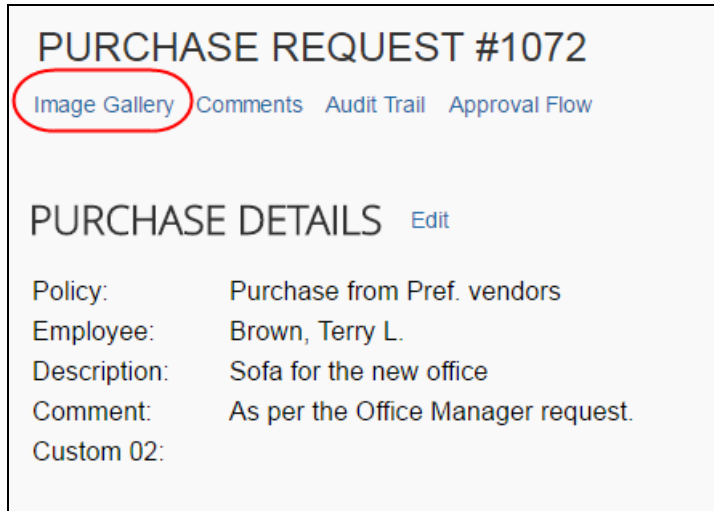 PURCHASE REQUEST #1072
Image Gallery Comments Audit Trail Approval Flow
PURCHASE DETAILS Edit
Policy: Purchase from Pref. vendors
Employee: Brown, Terry L.
Description: Sofa for the new office
Comment: As per the Office Manager request.
Custom 02: